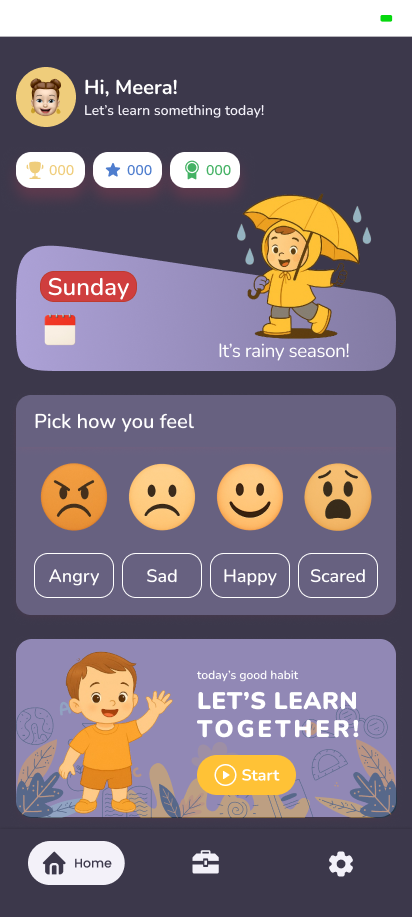 Hi, Meera!
Let's learn something today!
000 000 000
Sunday
It's rainy season!
Pick how you feel
Angry Sad Happy Scared
today's good habit
LET'S LEARN
TOGETHER!
Start
Home